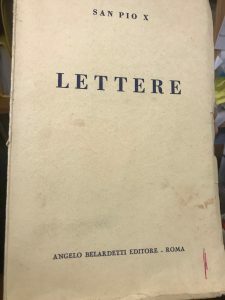 SAN PIO X
LETTERE
ANGELO BELARDETTI EDITORE - ROMA